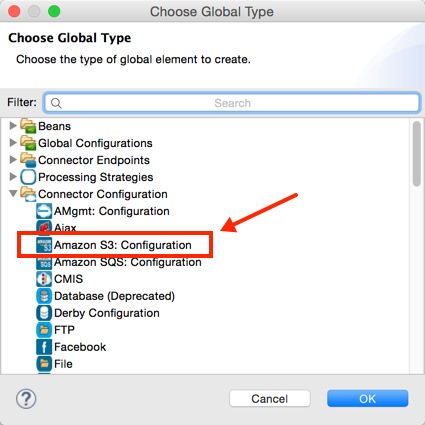 Choose Global Type
Choose Global Type
Choose the type of global element to create.
Filter:
Search
Beans
Global Configurations
Connector Endpoints
Processing Strategies
Connector Configuration
AMgmt: Configuration
Ajax
Amazon S3: Configuration
Amazon SQS: Configuration
CMIS
Database (Deprecated)
Derby Configuration
FTP
Facebook
File
?
Cancel
OK